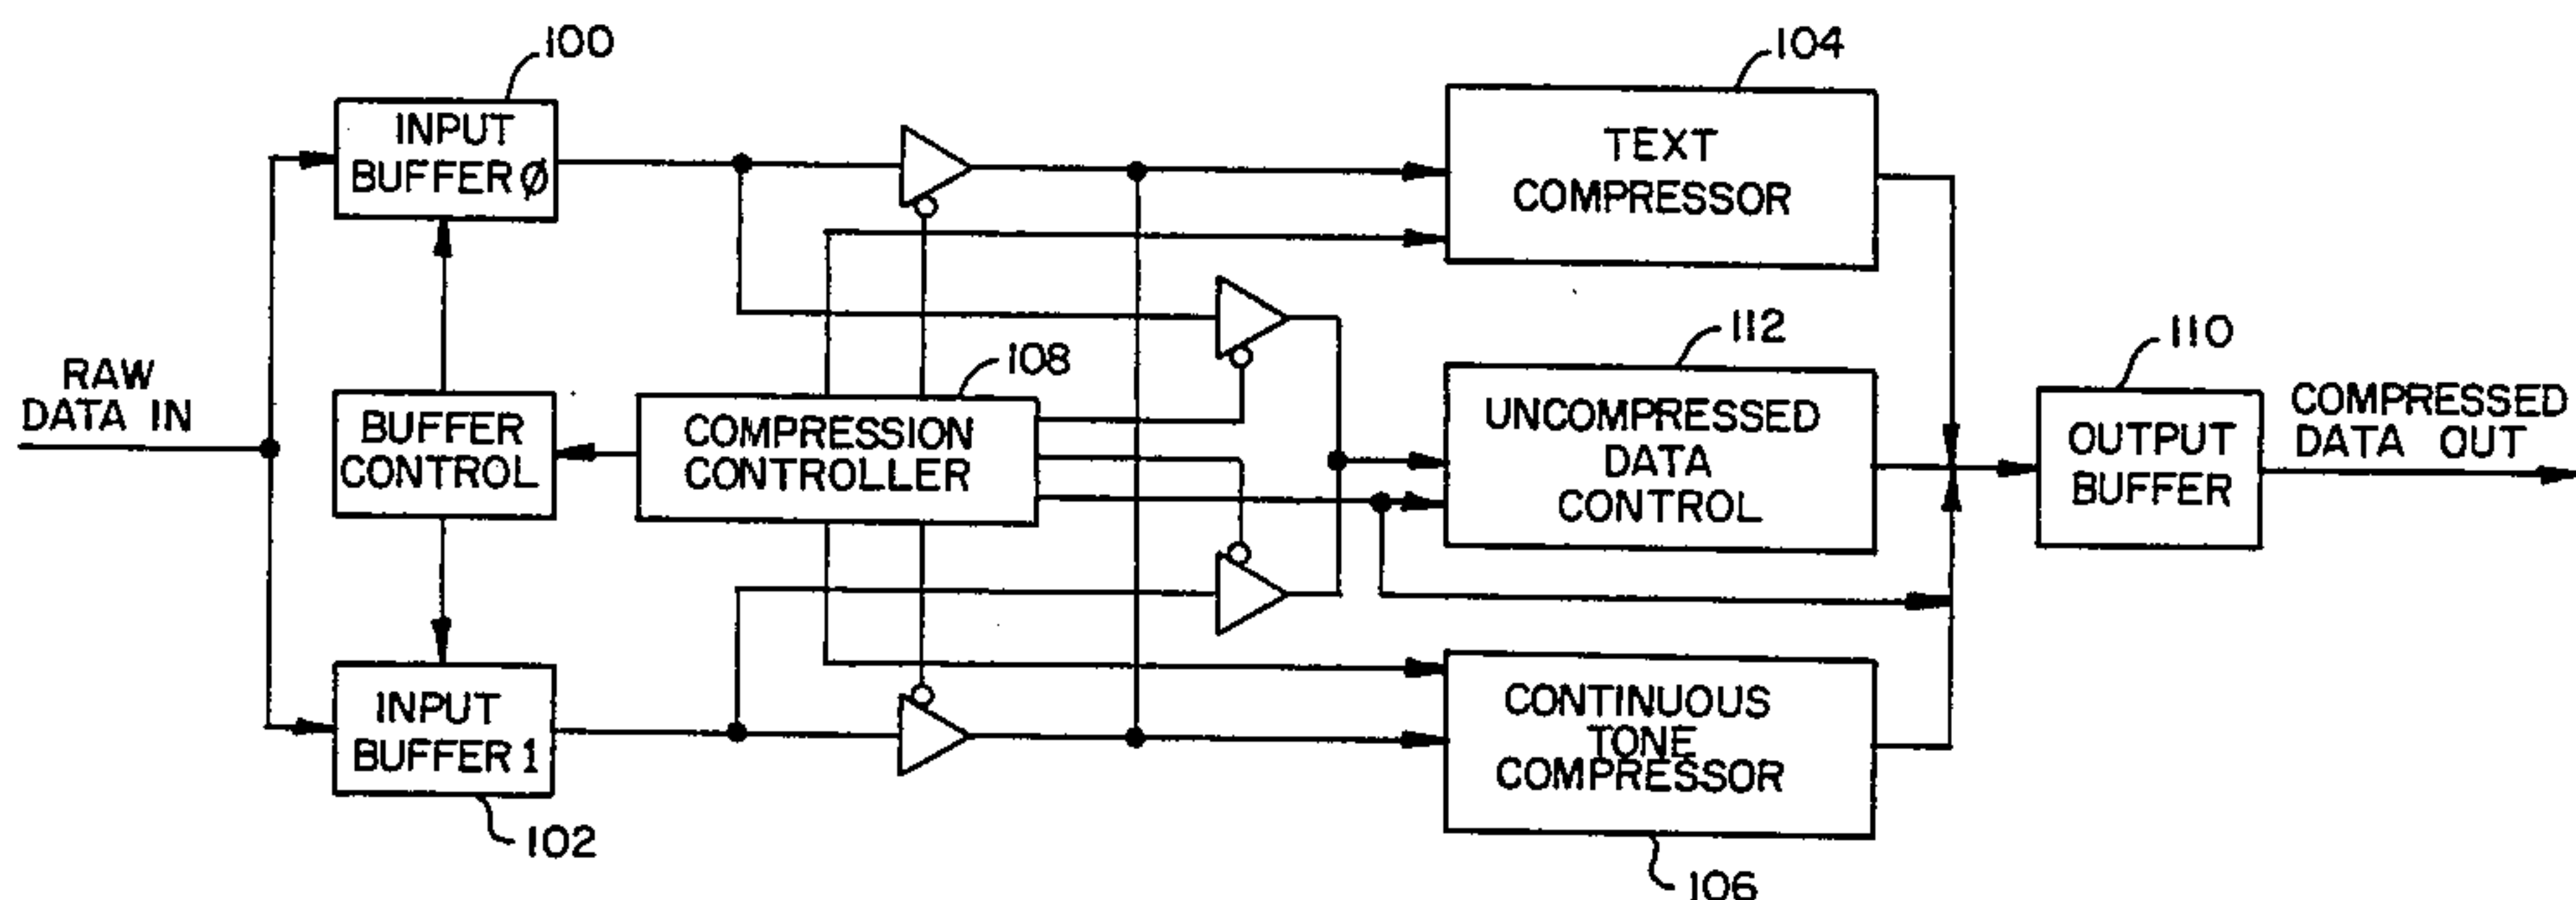 100
INPUT
BUFFER Ø
104
TEXT
COMPRESSOR
RAW
DATA IN
BUFFER
CONTROL
108
COMPRESSION
CONTROLLER
112
UNCOMPRESSED
DATA
CONTROL
110
OUTPUT
BUFFER
COMPRESSED
DATA OUT
INPUT
BUFFER 1
102
CONTINUOUS
TONE
COMPRESSOR
106